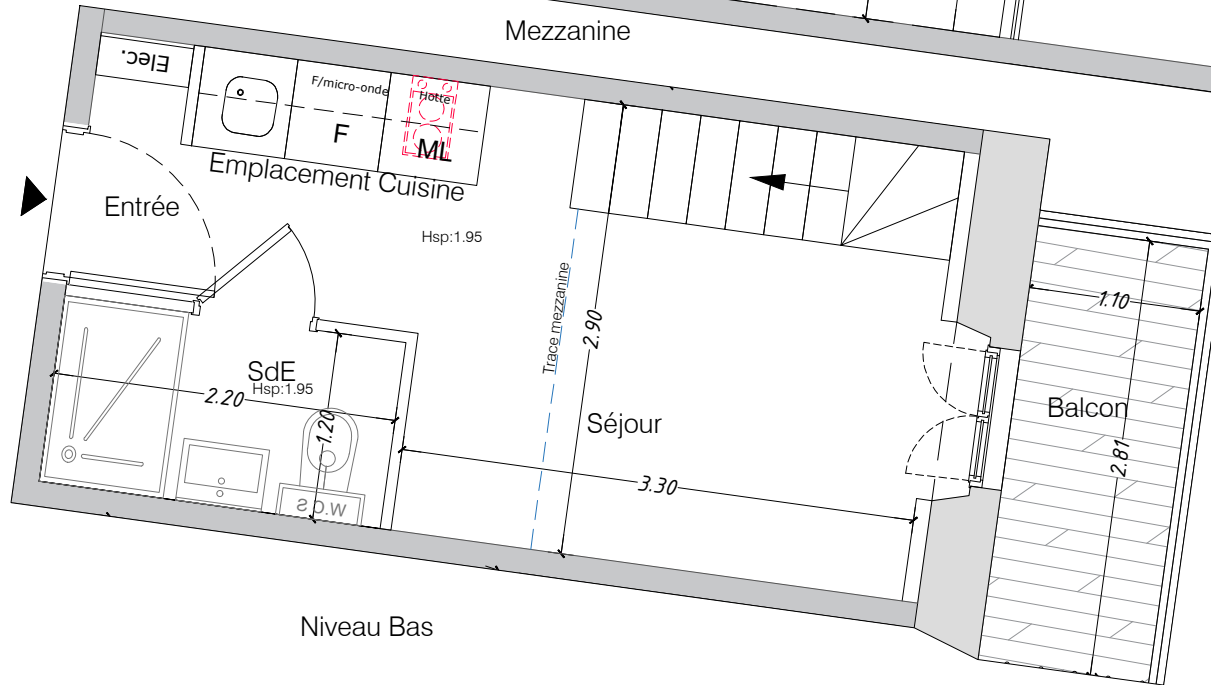 Mezzanine
Elec.
F/micro-onde
Hotte
F
ML
Emplacement Cuisine
Entrée
Hsp:1.95
Trace mezzanine
2.90
1.10
SdE
Hsp:1.95
2.20
1.20
Séjour
Balcon
2.81
3.30
W.C S
Niveau Bas